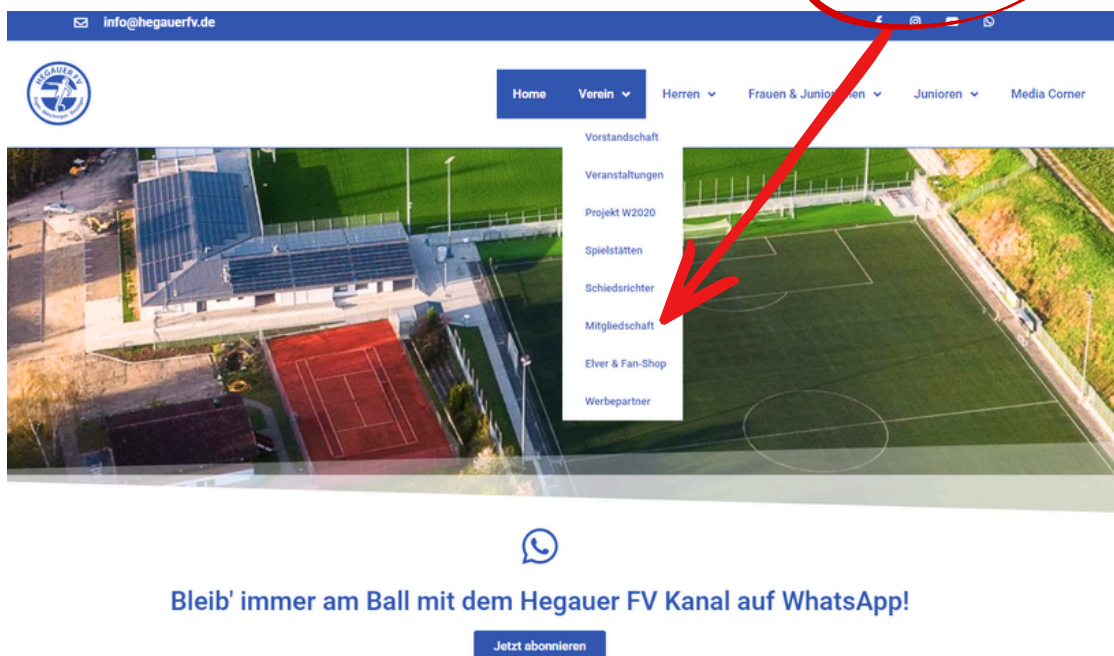 info@hegauerfv.de
HEGAUER FV
Home Verein Herren Frauen & Juniorinnen Junioren Media Corner
Vorstandschaft
Veranstaltungen
Projekt W2020
Spielstätten
Schiedsrichter
Mitgliedschaft
Elver & Fan-Shop
Werbepartner
Bleib' immer am Ball mit dem Hegauer FV Kanal auf WhatsApp!
Jetzt abonnieren